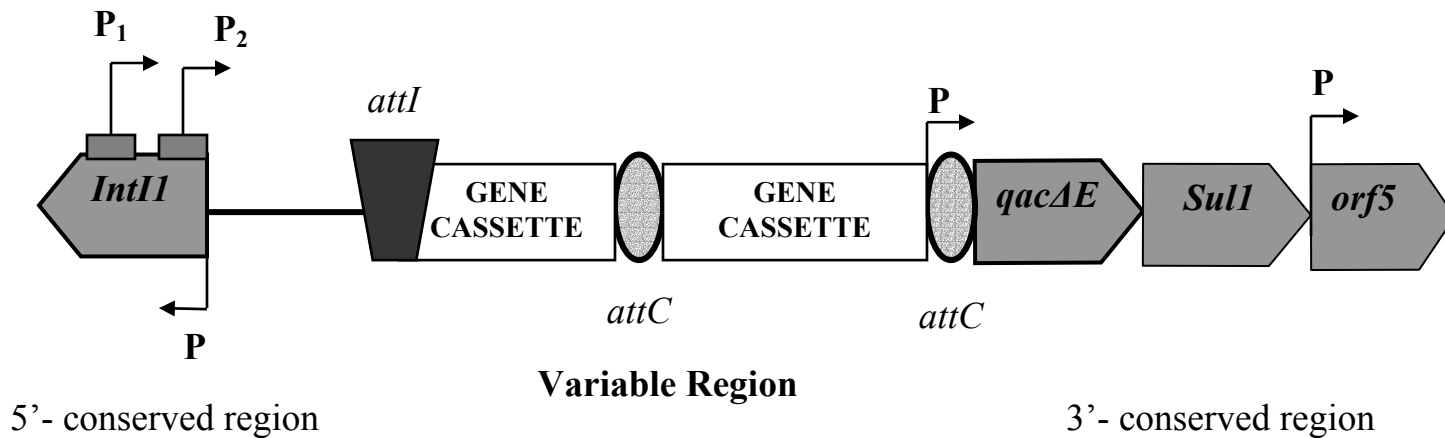 P₁
P₂
attI
P
P
IntI1
GENE
CASSETTE
GENE
CASSETTE
qacΔE
Sul1
orf5
P
attC
attC
Variable Region
5’- conserved region
3’- conserved region